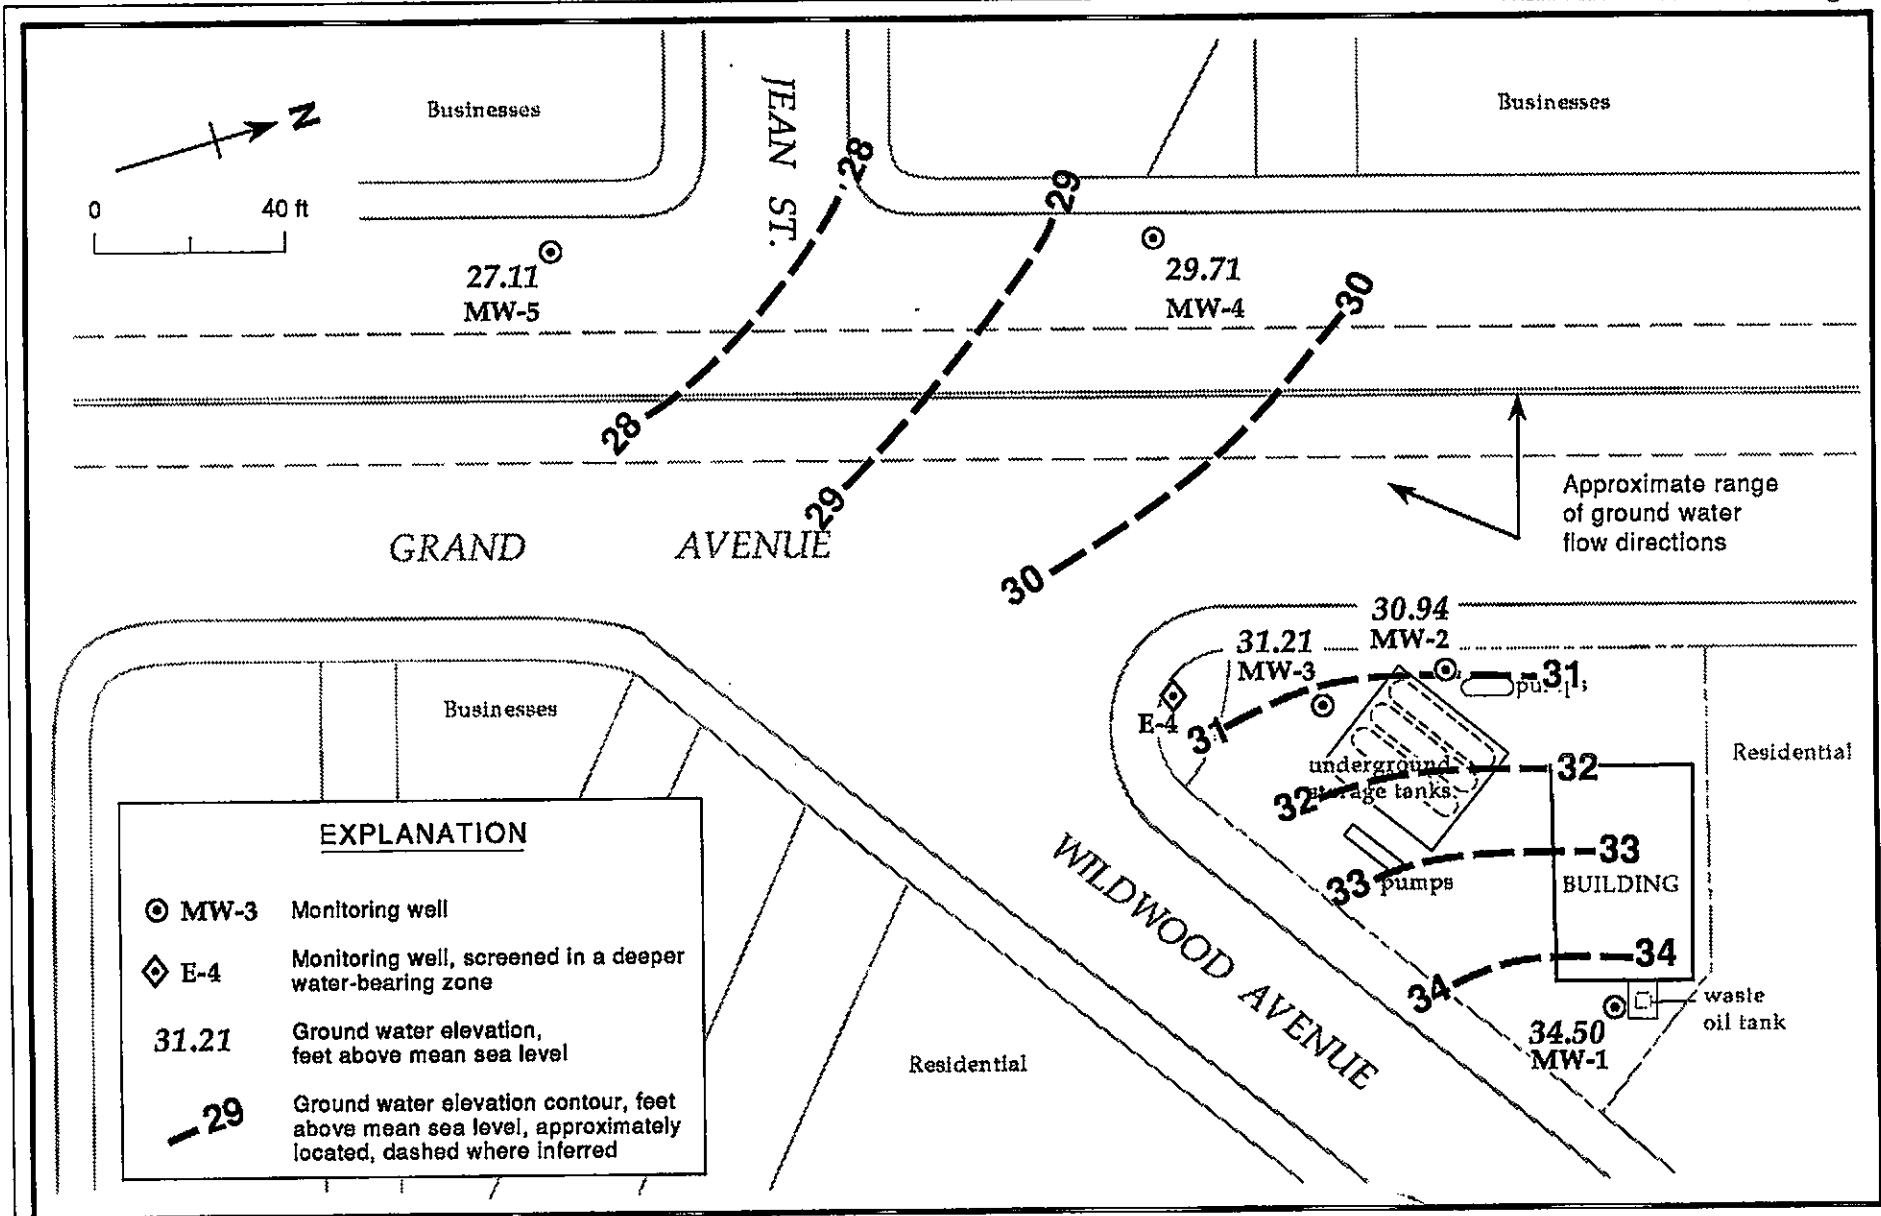 N
0 40 ft
Businesses
JEAN ST.
Businesses
28
29
27.11
MW-5
29.71
MW-4
30
28
29
30
GRAND AVENUE
Approximate range
of ground water
flow directions
30.94
MW-2
31.21
MW-3
E-4
31
31
underground
storage tanks
32
32
33
33
pumps
BUILDING
34
34
34.50
MW-1
waste
oil tank
Residential
Businesses
WILDWOOD AVENUE
Residential
EXPLANATION
MW-3 Monitoring well
E-4 Monitoring well, screened in a deeper
water-bearing zone
31.21 Ground water elevation,
feet above mean sea level
29 Ground water elevation contour, feet
above mean sea level, approximately
located, dashed where inferred